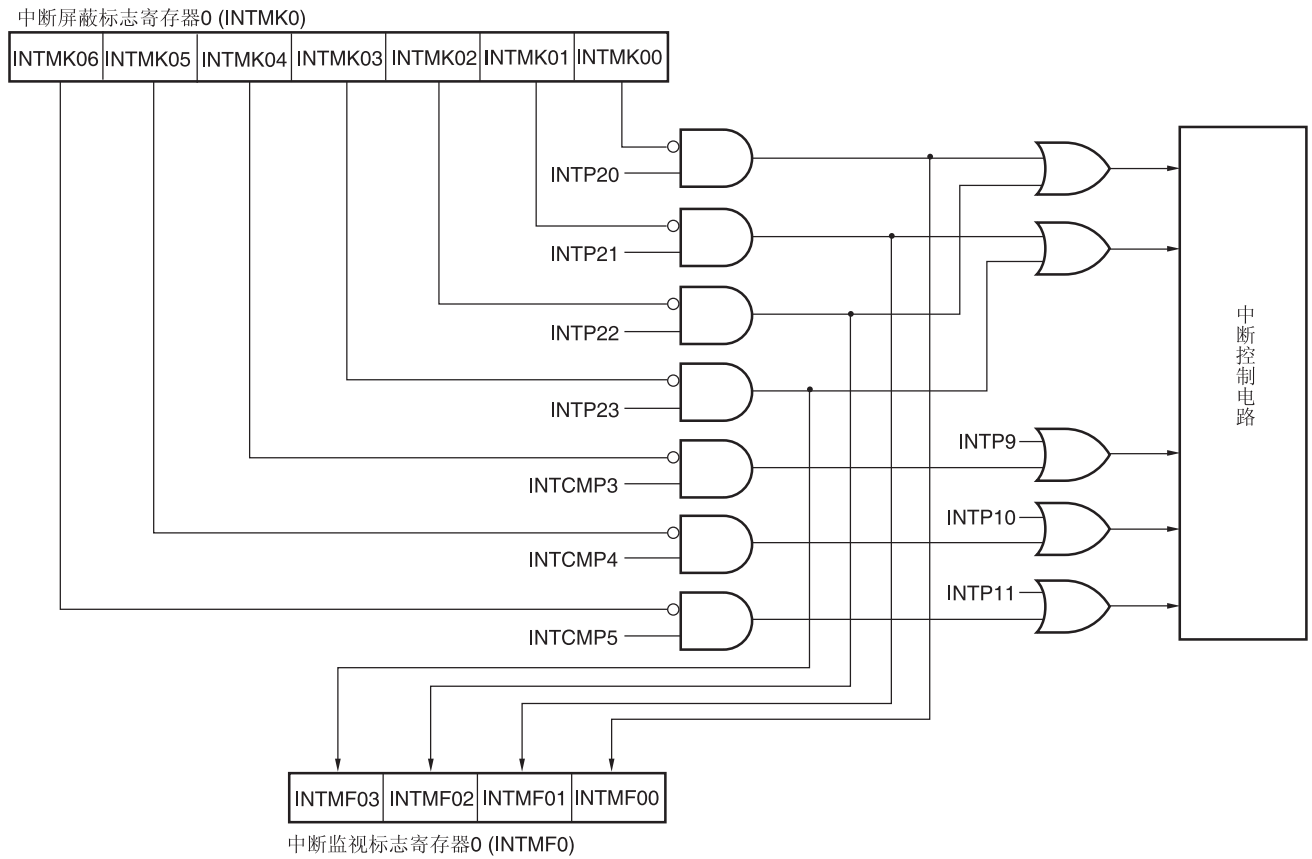 中断屏蔽标志寄存器0 (INTMK0)
INTMK06 INTMK05 INTMK04 INTMK03 INTMK02 INTMK01 INTMK00
INTP20
INTP21
INTP22
INTP23
INTCMP3
INTCMP4
INTCMP5
INTP9
INTP10
INTP11
中断控制电路
INTMF03 INTMF02 INTMF01 INTMF00
中断监视标志寄存器0 (INTMF0)